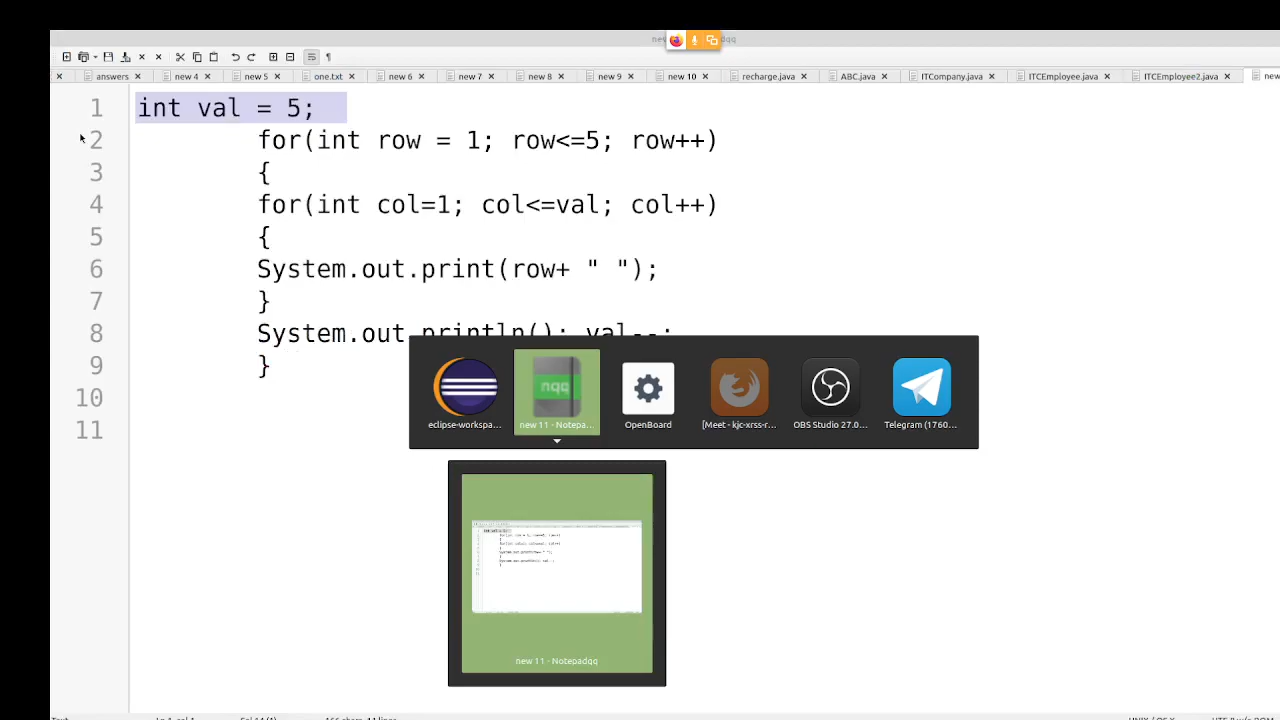 answers
new 4
new 5
one.txt
new 6
new 7
new 8
new 9
new 10
recharge.java
ABC.java
ITCompany.java
ITCEmployee.java
ITCEmployee2.java
new
1 int val = 5;
2 for(int row = 1; row<=5; row++)
3 {
4 for(int col=1; col<=val; col++)
5 {
6 System.out.print(row+ " ");
7 }
8 System.out.println(); val--;
9 }
10
11
eclipse-workspa...
new 11 - Notepa...
OpenBoard
[Meet - kjc-xrss-r...
OBS Studio 27.0...
Telegram (1760...
new 11 - Notepadqq